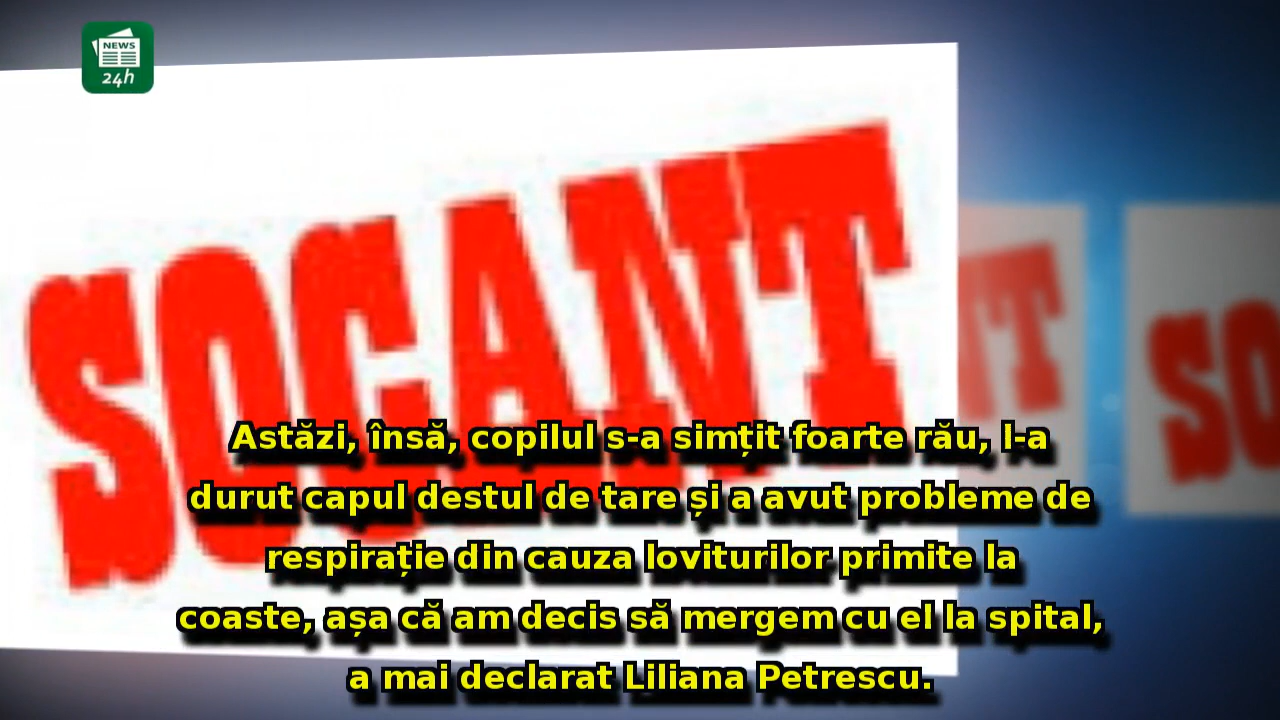 NEWS
24h
SOCANT
NT
SO
Astăzi, însă, copilul s-a simțit foarte rău, l-a
durut capul destul de tare și a avut probleme de
respirație din cauza loviturilor primite la
coaste, așa că am decis să mergem cu el la spital,
a mai declarat Liliana Petrescu.